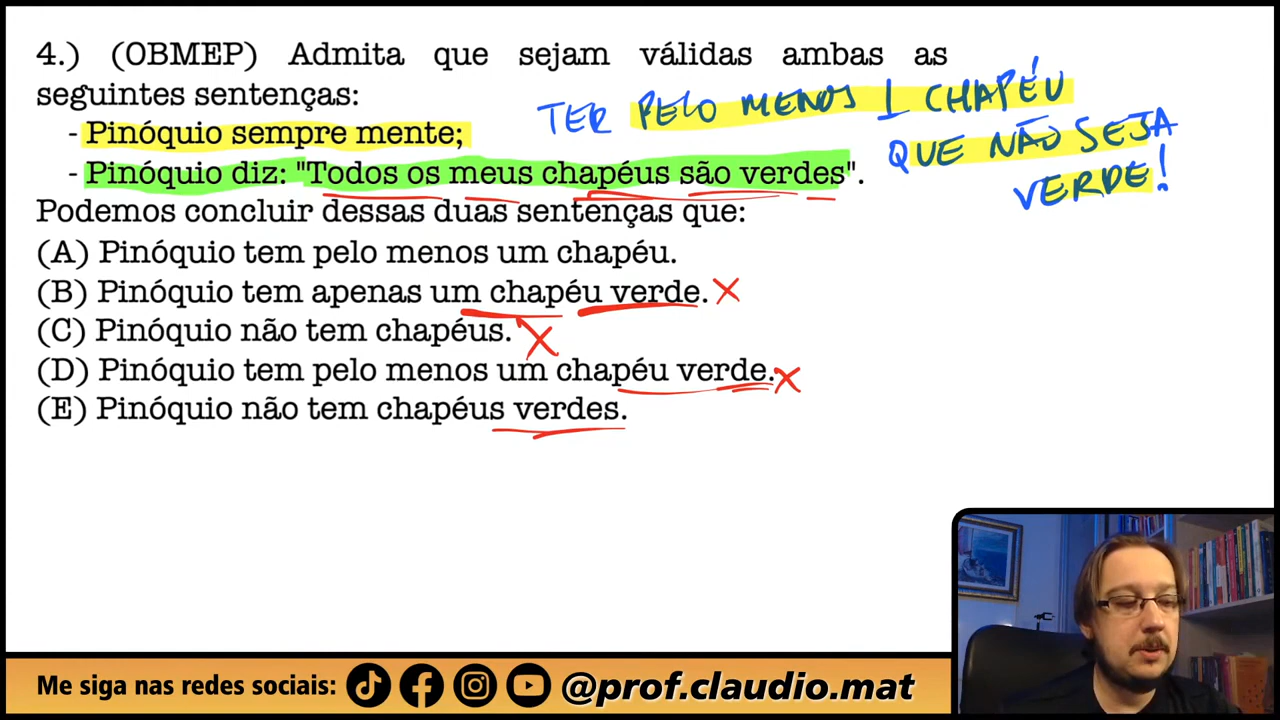 4.) (OBMEP) Admita que sejam válidas ambas as
seguintes sentenças:
- Pinóquio sempre mente;
- Pinóquio diz: "Todos os meus chapéus são verdes".
TER PELO MENOS 1 CHAPÉU
QUE NÃO SEJA
VERDE!
Podemos concluir dessas duas sentenças que:
(A) Pinóquio tem pelo menos um chapéu.
(B) Pinóquio tem apenas um chapéu verde. X
(C) Pinóquio não tem chapéus. X
(D) Pinóquio tem pelo menos um chapéu verde. X
(E) Pinóquio não tem chapéus verdes.
Me siga nas redes sociais: @prof.claudio.mat